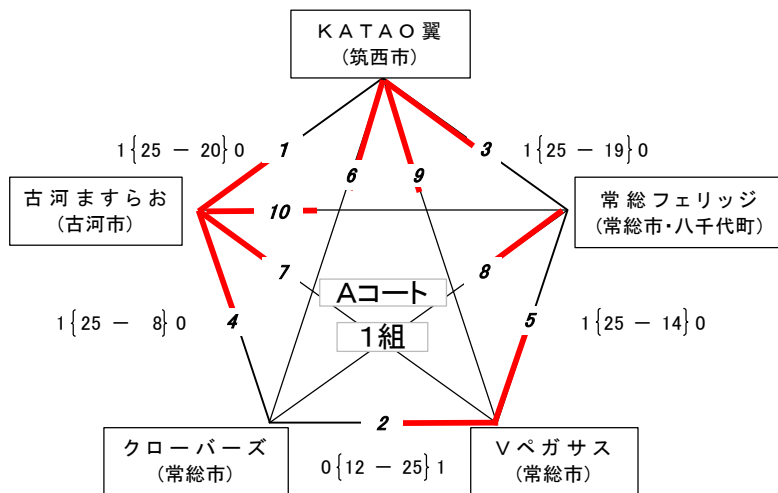 KATAO翼
(筑西市)
1{25 － 20}0
1
6
9
3
1{25 － 19}0
古河ますらお
(古河市)
10
常総フェリッジ
(常総市・八千代町)
7
8
Aコート
1{25 － 8}0
4
5
1{25 － 14}0
1組
2
クローバーズ
(常総市)
0{12 － 25}1
Vペガサス
(常総市)